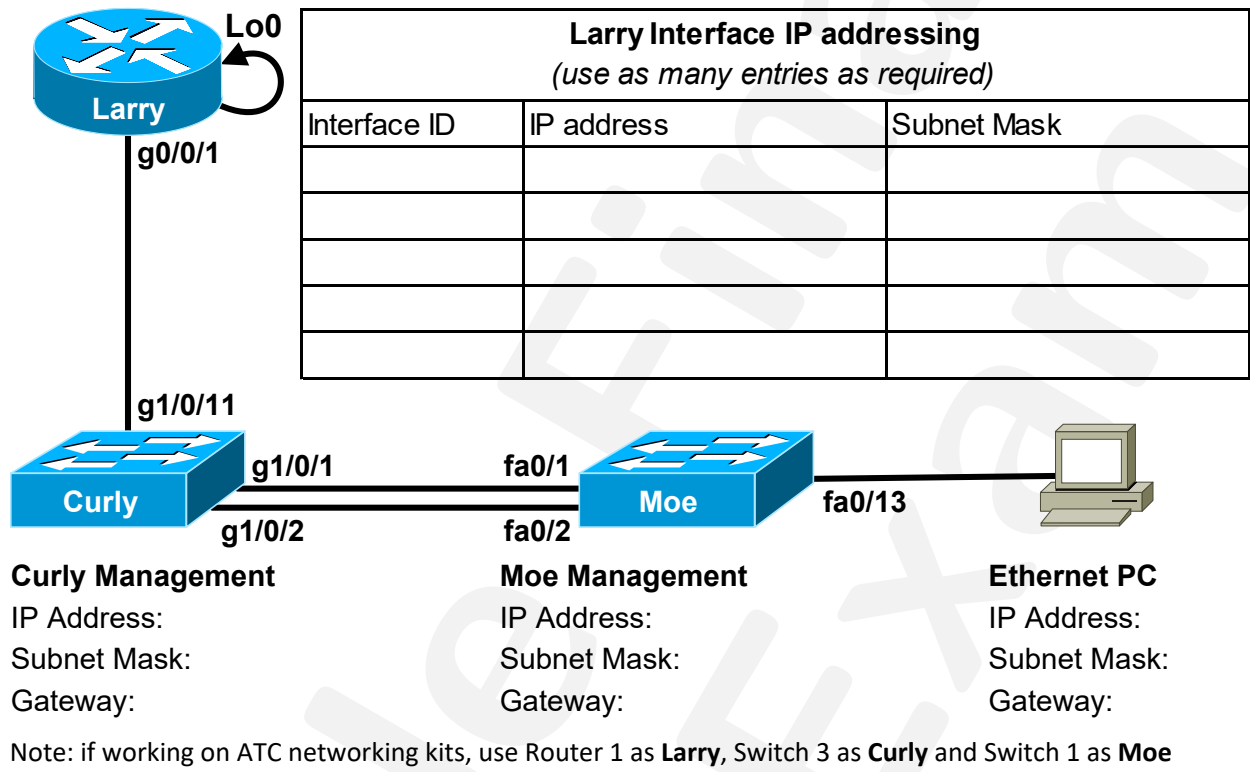 Lo0
Larry
g0/0/1
Larry Interface IP addressing
(use as many entries as required)
Interface ID IP address Subnet Mask
g1/0/11
Curly
g1/0/1 fa0/1
g1/0/2 fa0/2
Moe
fa0/13
Curly Management
IP Address:
Subnet Mask:
Gateway:
Moe Management
IP Address:
Subnet Mask:
Gateway:
Ethernet PC
IP Address:
Subnet Mask:
Gateway:
Note: if working on ATC networking kits, use Router 1 as Larry, Switch 3 as Curly and Switch 1 as Moe